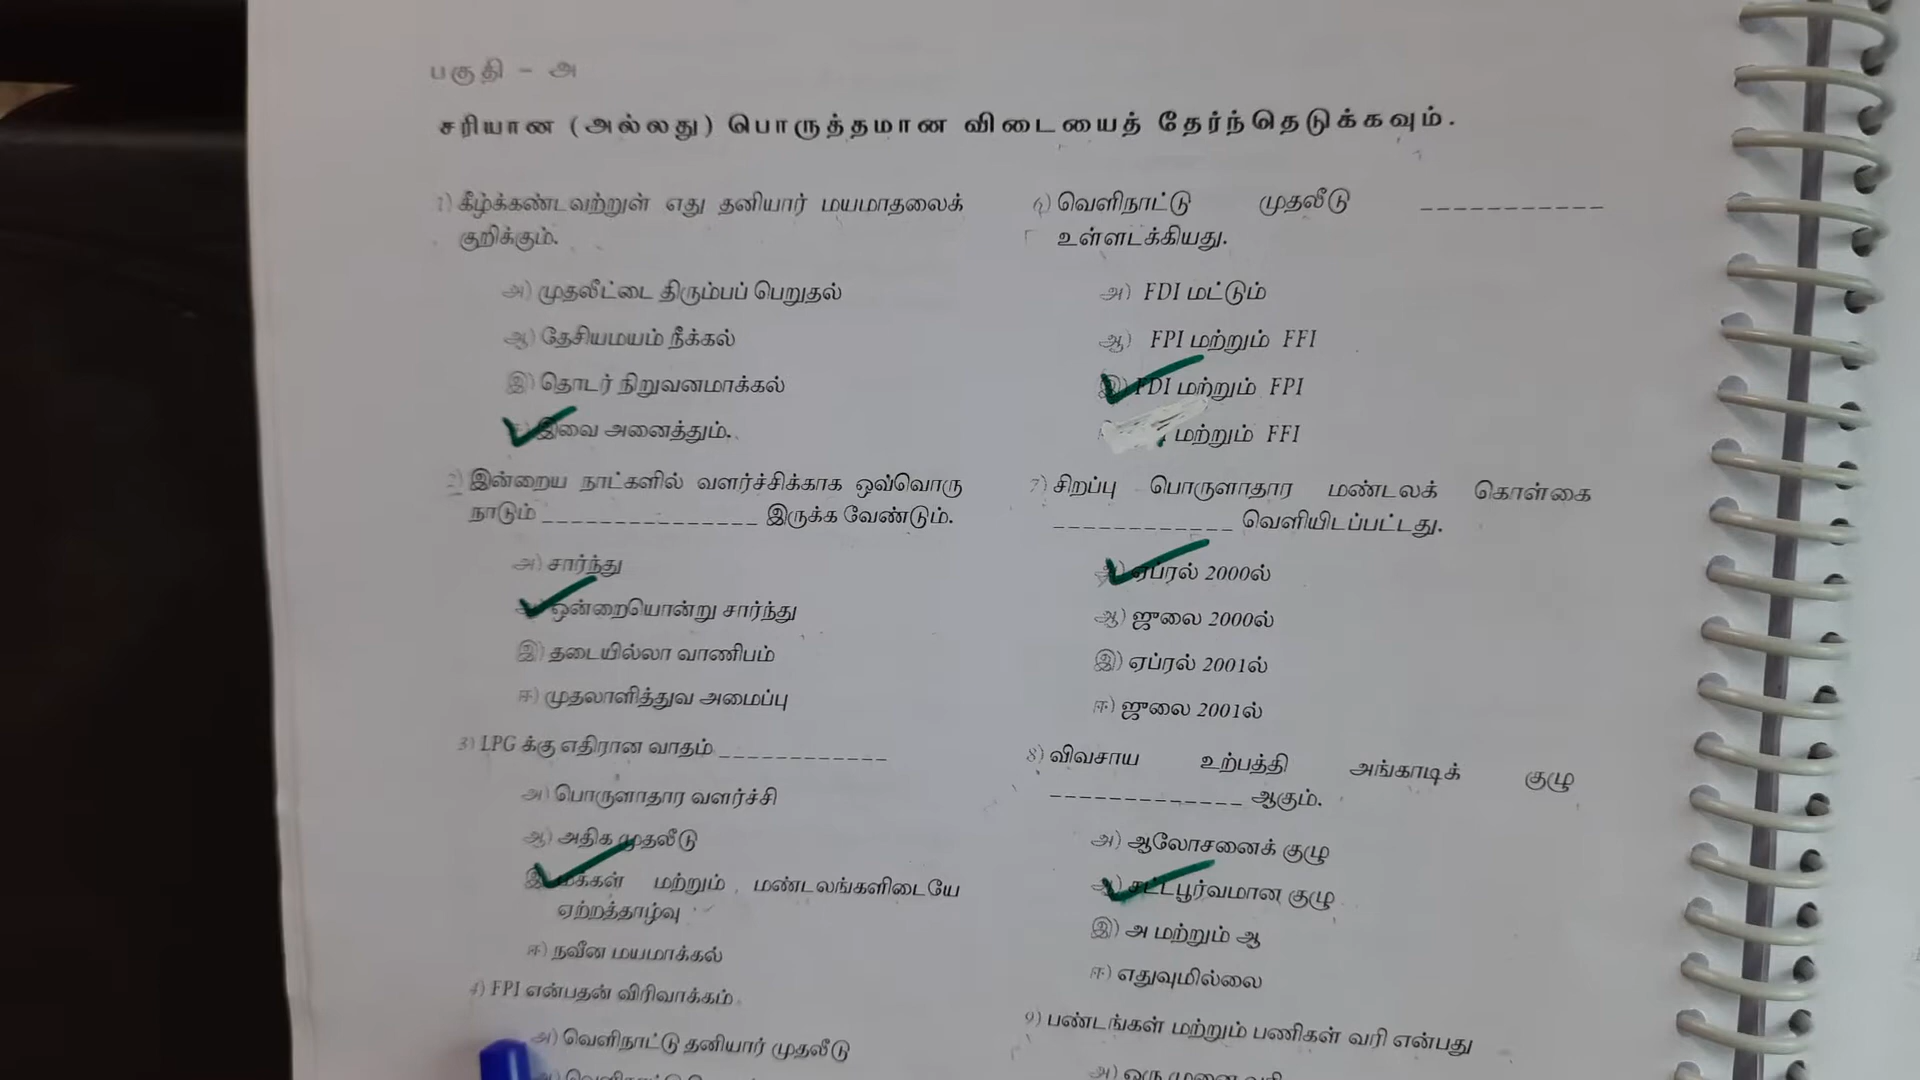 பகுதி - அ
சரியான (அல்லது) பொருத்தமான விடையைத் தேர்ந்தெடுக்கவும்.
1) கீழ்க்கண்டவற்றுள் எது தனியார் மயமாதலைக்
குறிக்கும்.
அ) முதலீட்டை திரும்பப் பெறுதல்
ஆ) தேசியமயம் நீக்கல்
இ) தொடர் நிறுவனமாக்கல்
இவை அனைத்தும்.
2) இன்றைய நாட்களில் வளர்ச்சிக்காக ஒவ்வொரு
நாடும் _______________ இருக்க வேண்டும்.
அ) சார்ந்து
ஒன்றையொன்று சார்ந்து
இ) தடையில்லா வாணிபம்
ஈ) முதலாளித்துவ அமைப்பு
3) LPG க்கு எதிரான வாதம் ____________
அ) பொருளாதார வளர்ச்சி
ஆ) அதிக முதலீடு
இ) மக்கள் மற்றும் மண்டலங்களிடையே
ஏற்றத்தாழ்வு
ஈ) நவீன மயமாக்கல்
4) FPI என்பதன் விரிவாக்கம்
அ) வெளிநாட்டு தனியார் முதலீடு
6) வெளிநாட்டு முதலீடு ___________
உள்ளடக்கியது.
அ) FDI மட்டும்
ஆ) FPI மற்றும் FFI
இ) FDI மற்றும் FPI
மற்றும் FFI
7) சிறப்பு பொருளாதார மண்டலக் கொள்கை
____________ வெளியிடப்பட்டது.
அ) ஏப்ரல் 2000ல்
ஆ) ஜுலை 2000ல்
இ) ஏப்ரல் 2001ல்
ஈ) ஜுலை 2001ல்
8) விவசாய உற்பத்தி அங்காடிக் குழு
_____________ ஆகும்.
அ) ஆலோசனைக் குழு
ஆ) சட்டபூர்வமான குழு
இ) அ மற்றும் ஆ
ஈ) எதுவுமில்லை
9) பண்டங்கள் மற்றும் பணிகள் வரி என்பது
அ) ஒரு முனை வரி